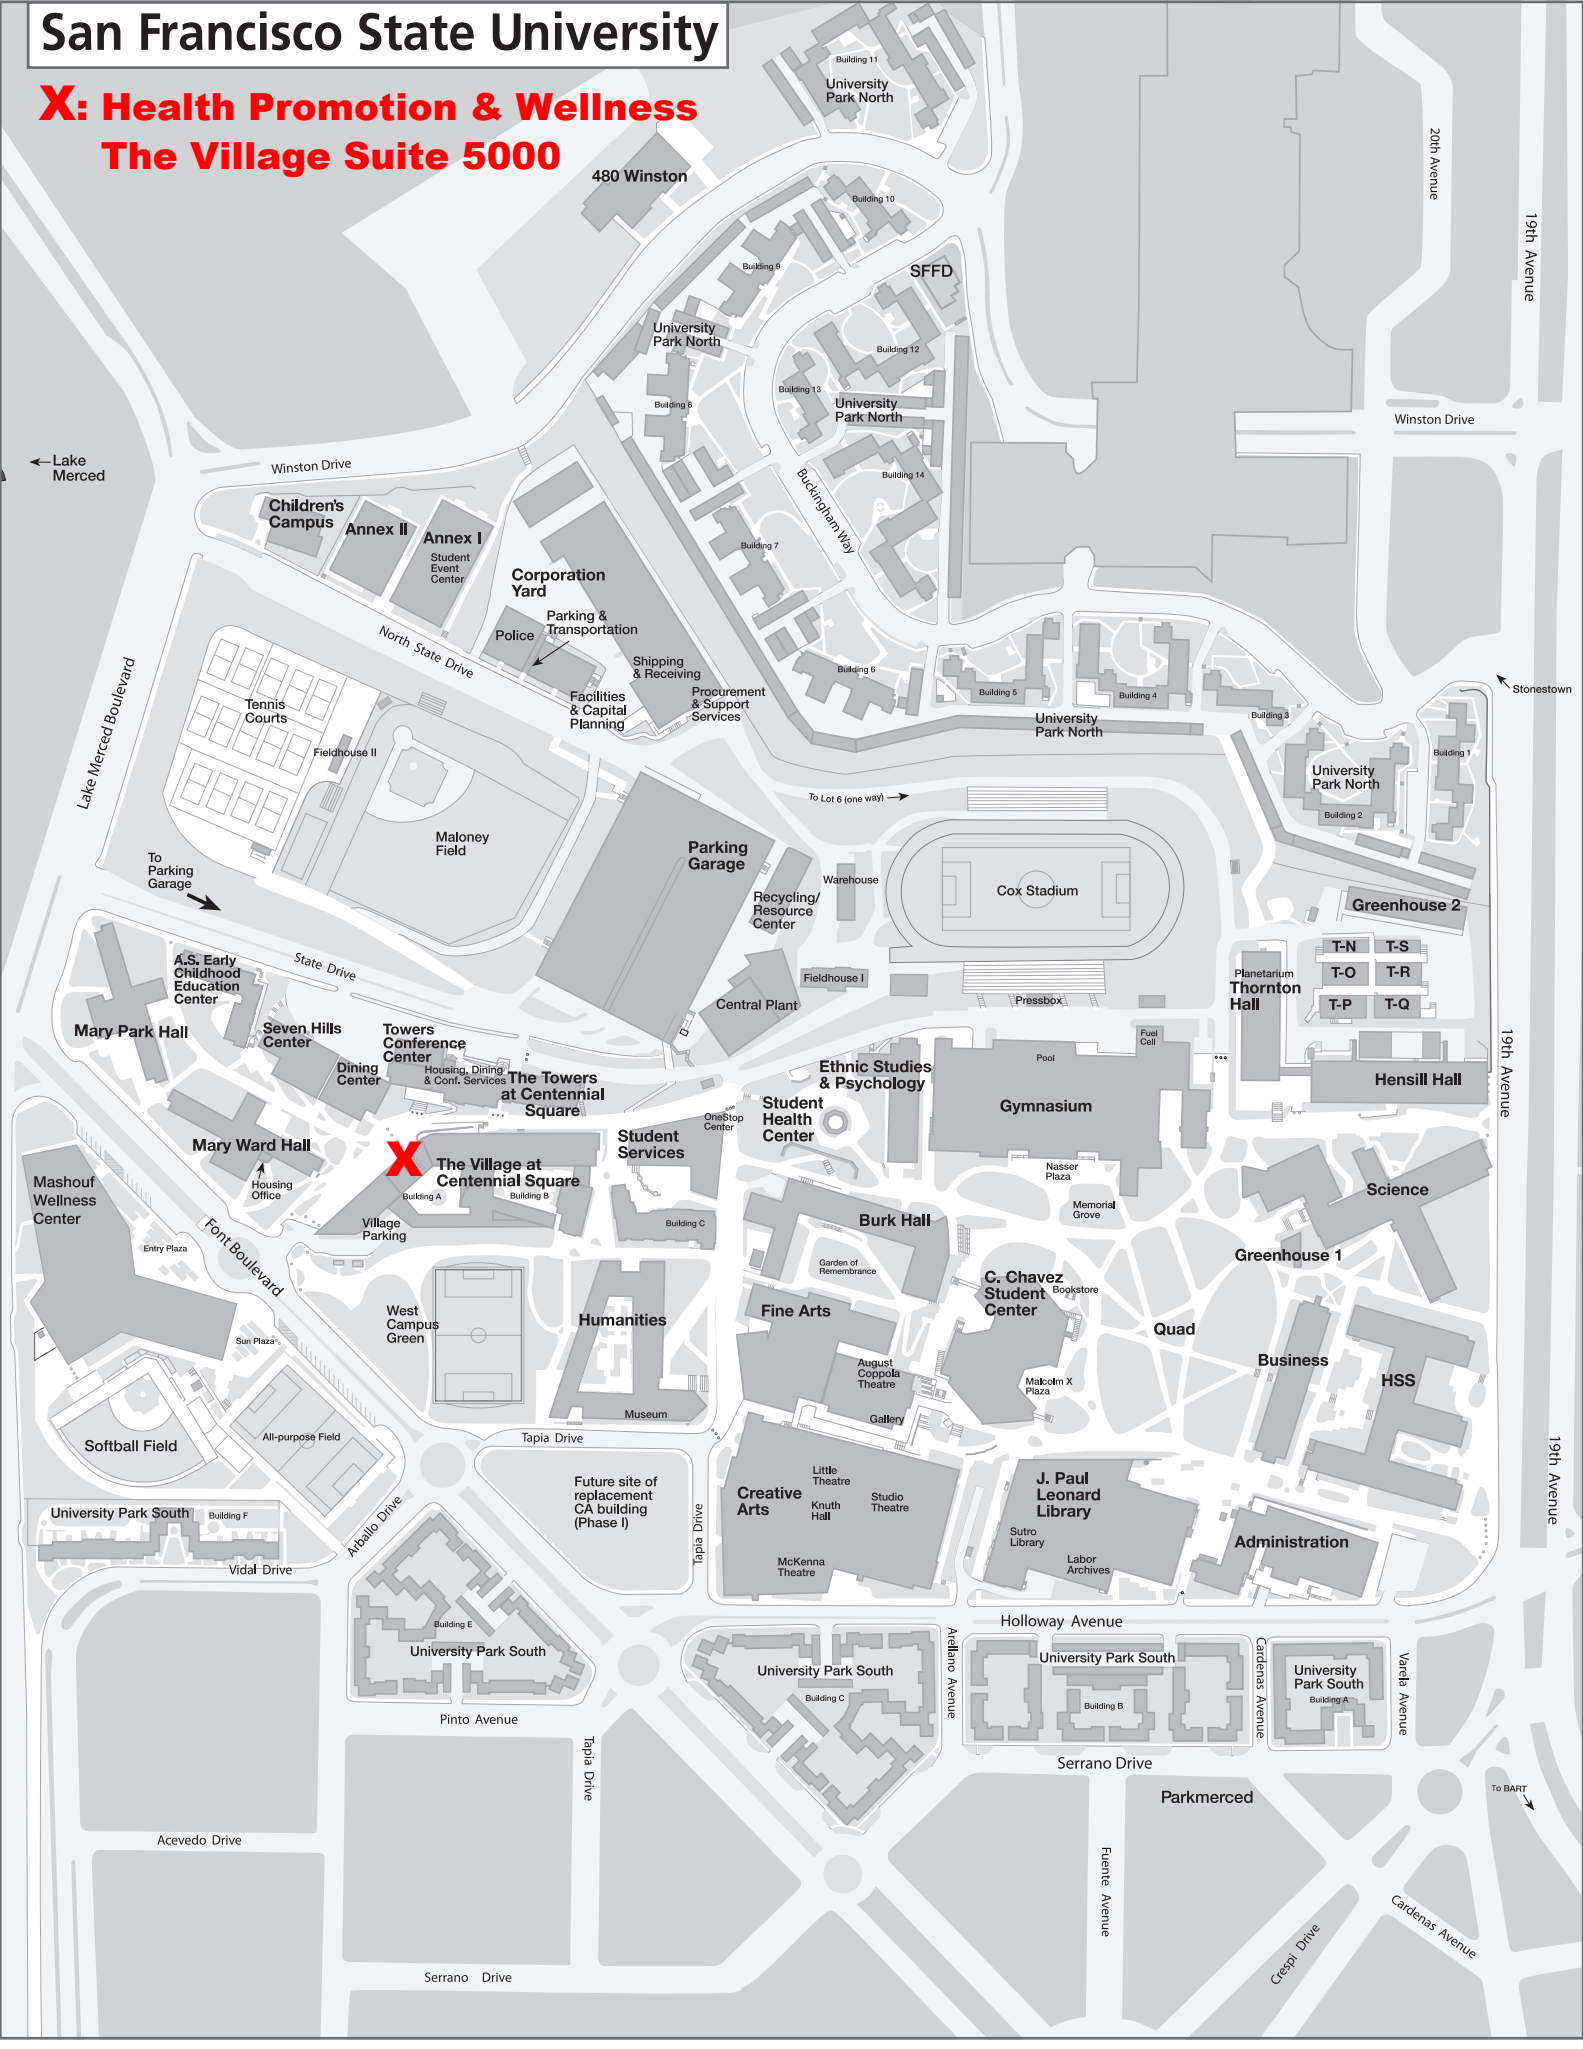 San Francisco State University
X: Health Promotion & Wellness
The Village Suite 5000
Building 11
University
Park North
480 Winston
Building 10
20th Avenue
19th Avenue
Building 9
SFFD
University
Park North
Building 12
Building 13
Building 8
University
Park North
Winston Drive
Lake
Merced
Winston Drive
Building 14
Buckingham Way
Children's
Campus
Annex II
Annex I
Student
Event
Center
Building 7
Corporation
Yard
Parking &
Transportation
Police
North State Drive
Shipping
& Receiving
Building 6
Procurement
& Support
Services
Facilities
& Capital
Planning
Building 5
Building 4
Building 3
Stonestown
University
Park North
Lake Merced Boulevard
Tennis
Courts
Fieldhouse II
Building 1
University
Park North
Building 2
To Lot 6 (one way)
Maloney
Field
Parking
Garage
To
Parking
Garage
Warehouse
Recycling/
Resource
Center
Cox Stadium
Greenhouse 2
T-N
T-S
T-O
T-R
T-P
T-Q
State Drive
A.S. Early
Childhood
Education
Center
Fieldhouse I
Central Plant
Pressbox
Planetarium
Thornton
Hall
Mary Park Hall
Seven Hills
Center
Towers
Conference
Center
Dining
Center
Housing, Dining
& Conf. Services
The Towers
at Centennial
Square
Ethnic Studies
& Psychology
Pool
Fuel
Cell
Hensill Hall
19th Avenue
OneStop
Center
Student
Health
Center
Gymnasium
Mary Ward Hall
Housing
Office
X
The Village at
Centennial Square
Building A
Building B
Student
Services
Village
Parking
Building C
Nasser
Plaza
Memorial
Grove
Science
Mashouf
Wellness
Center
Entry Plaza
Font Boulevard
Burk Hall
Garden of
Remembrance
Greenhouse 1
C. Chavez
Student
Center
Bookstore
West
Campus
Green
Humanities
Fine Arts
Quad
Sun Plaza
Business
HSS
August
Coppola
Theatre
Malcolm X
Plaza
Museum
Gallery
Softball Field
All-purpose Field
Tapia Drive
Future site of
replacement
CA building
(Phase I)
Tapia Drive
Creative
Arts
Little
Theatre
Knuth
Hall
Studio
Theatre
McKenna
Theatre
J. Paul
Leonard
Library
Sutro
Library
Labor
Archives
Administration
19th Avenue
University Park South
Building F
Arballo Drive
Vidal Drive
Holloway Avenue
Building E
University Park South
University Park South
Building C
Arellano Avenue
University Park South
Building B
Cardenas Avenue
University
Park South
Building A
Varela Avenue
Pinto Avenue
Tapia Drive
Serrano Drive
Parkmerced
To BART
Acevedo Drive
Fuente Avenue
Crespi Drive
Cardenas Avenue
Serrano Drive